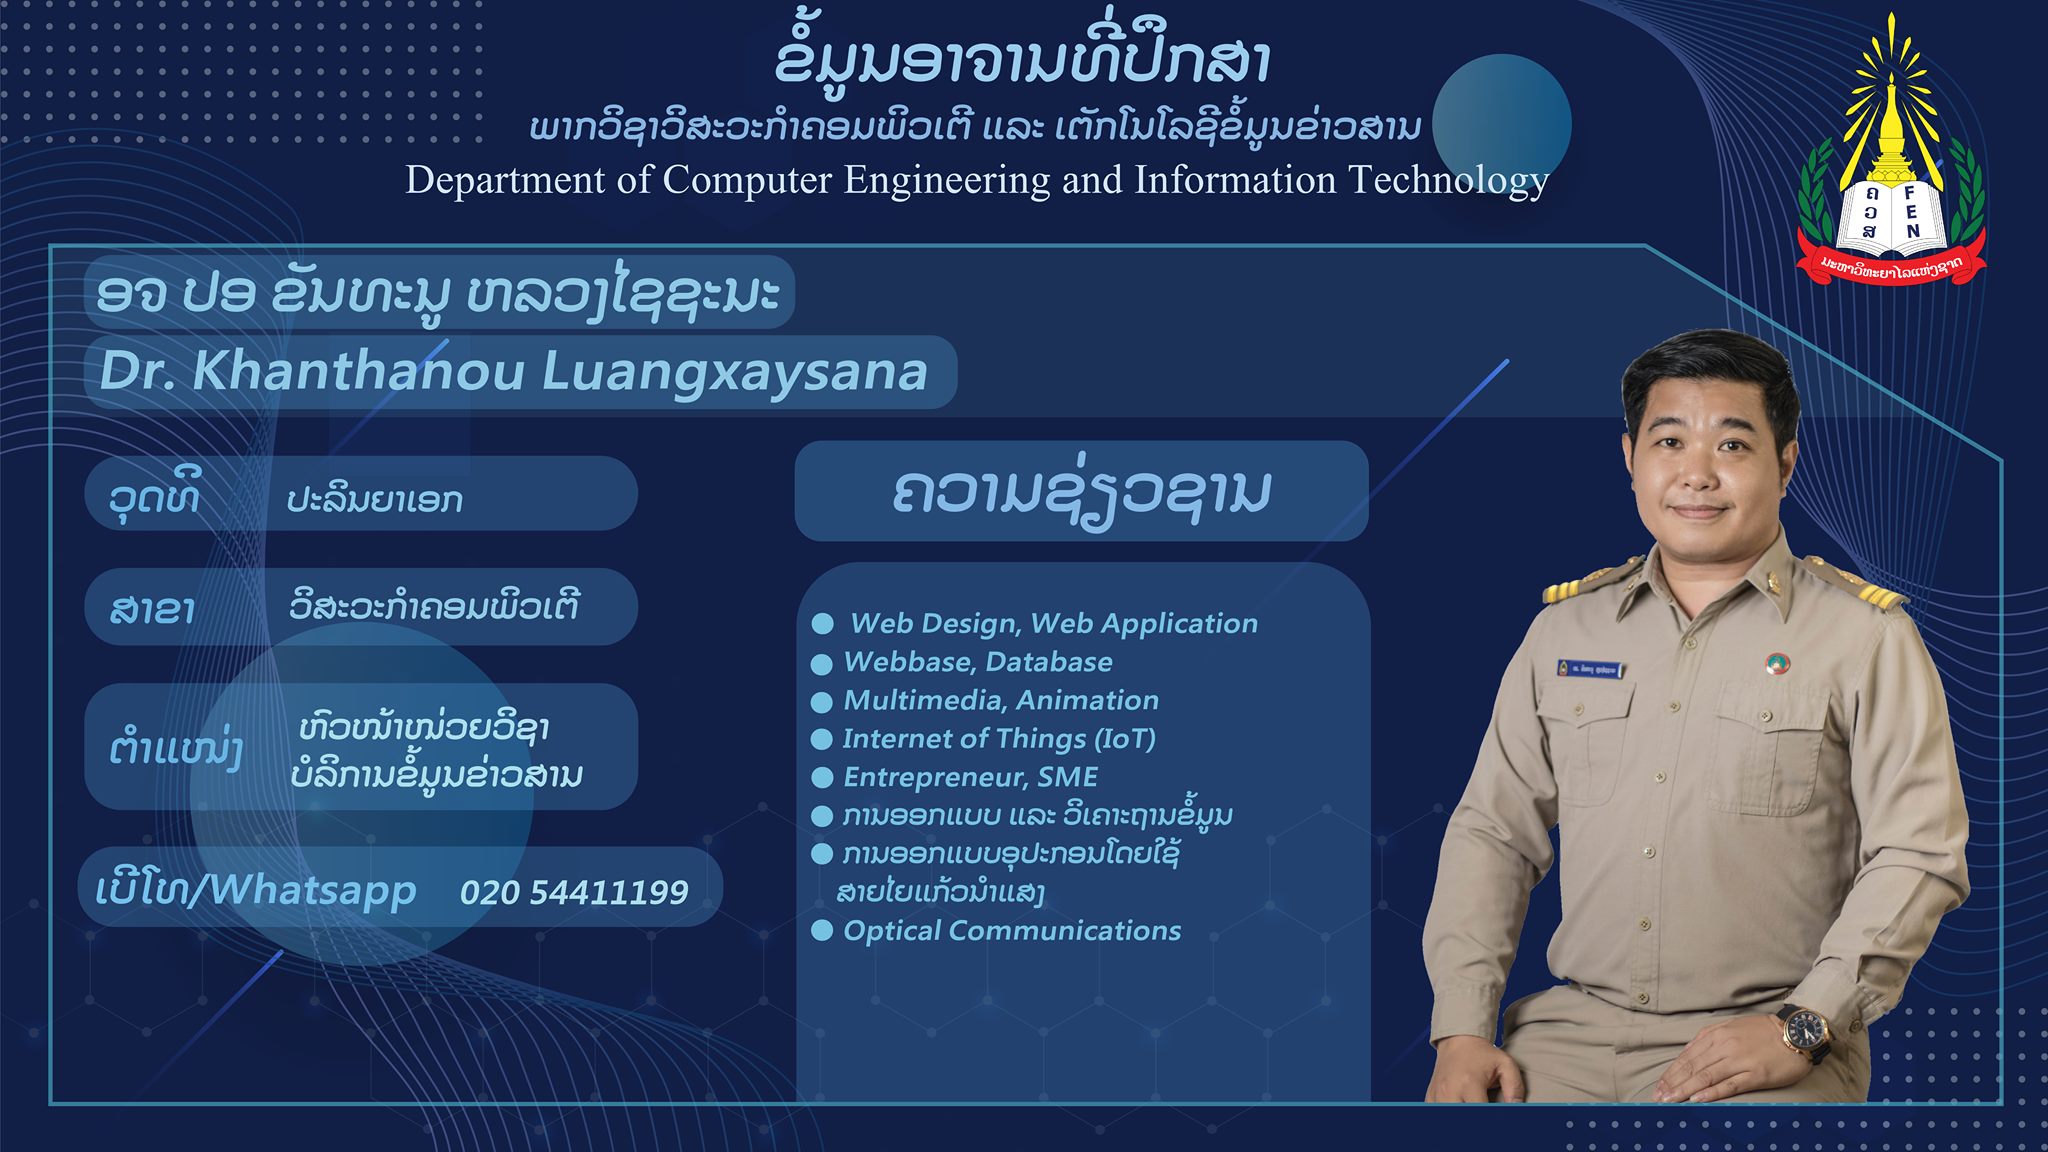 ຂໍ້ມູນອາຈານທີ່ປຶກສາ
ພາກວິຊາວິສະວະກຳຄອມພິວເຕີ ແລະ ເຕັກໂນໂລຊີຂໍ້ມູນຂ່າວສານ
Department of Computer Engineering and Information Technology
ຄ
ວ
ສ
F
E
N
ມະຫາວິທະຍາໄລແຫ່ງຊາດ
ອຈ ປອ ຂັນທະນູ ຫລວງໄຊຊະນະ
Dr. Khanthanou Luangxaysana
ວຸດທິ ປະລິນຍາເອກ
ສາຂາ ວິສະວະກຳຄອມພິວເຕີ
ຕຳແໜ່ງ ຫົວໜ້າໜ່ວຍວິຊາ
ບໍລິການຂໍ້ມູນຂ່າວສານ
ເບີໂທ/Whatsapp 020 54411199
ຄວາມຊ່ຽວຊານ
Web Design, Web Application
Webbase, Database
Multimedia, Animation
Internet of Things (IoT)
Entrepreneur, SME
ການອອກແບບ ແລະ ວິເຄາະຖານຂໍ້ມູນ
ການອອກແບບອຸປະກອນໂດຍໃຊ້
ສາຍໄຍແກ້ວນຳແສງ
Optical Communications